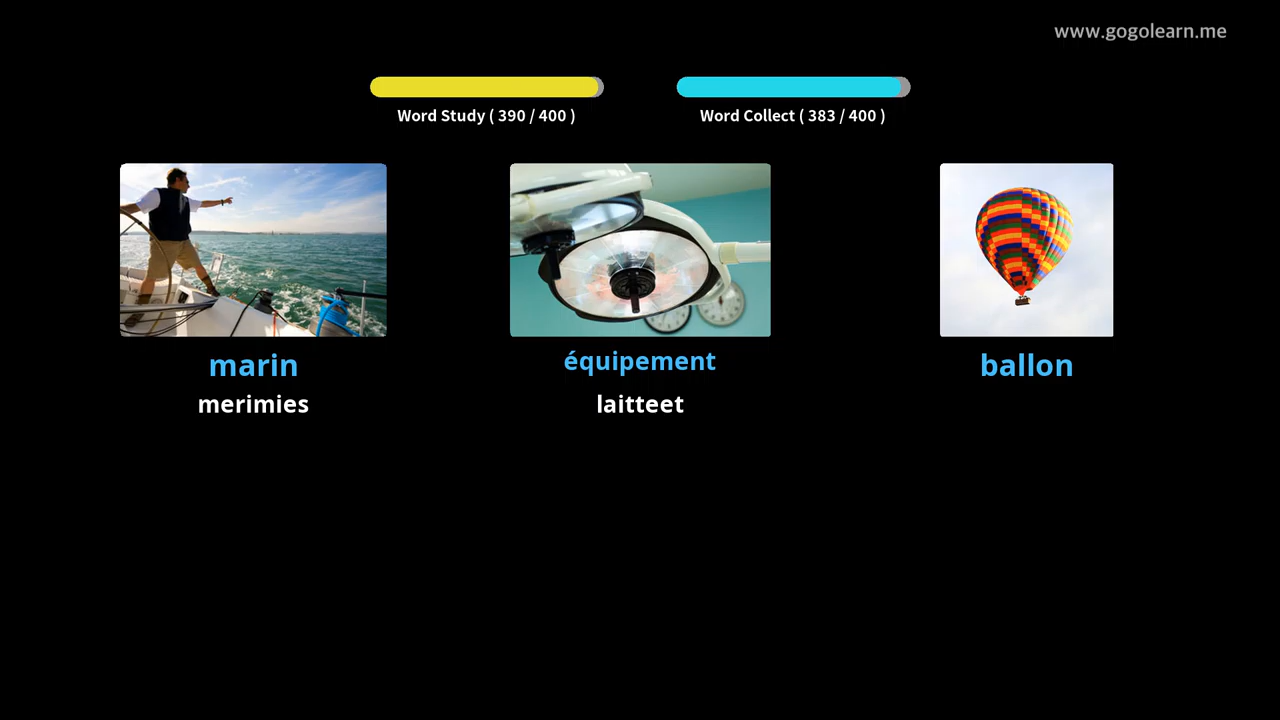 www.gogolearn.me
Word Study ( 390 / 400 )
Word Collect ( 383 / 400 )
marin
équipement
ballon
merimies
laitteet